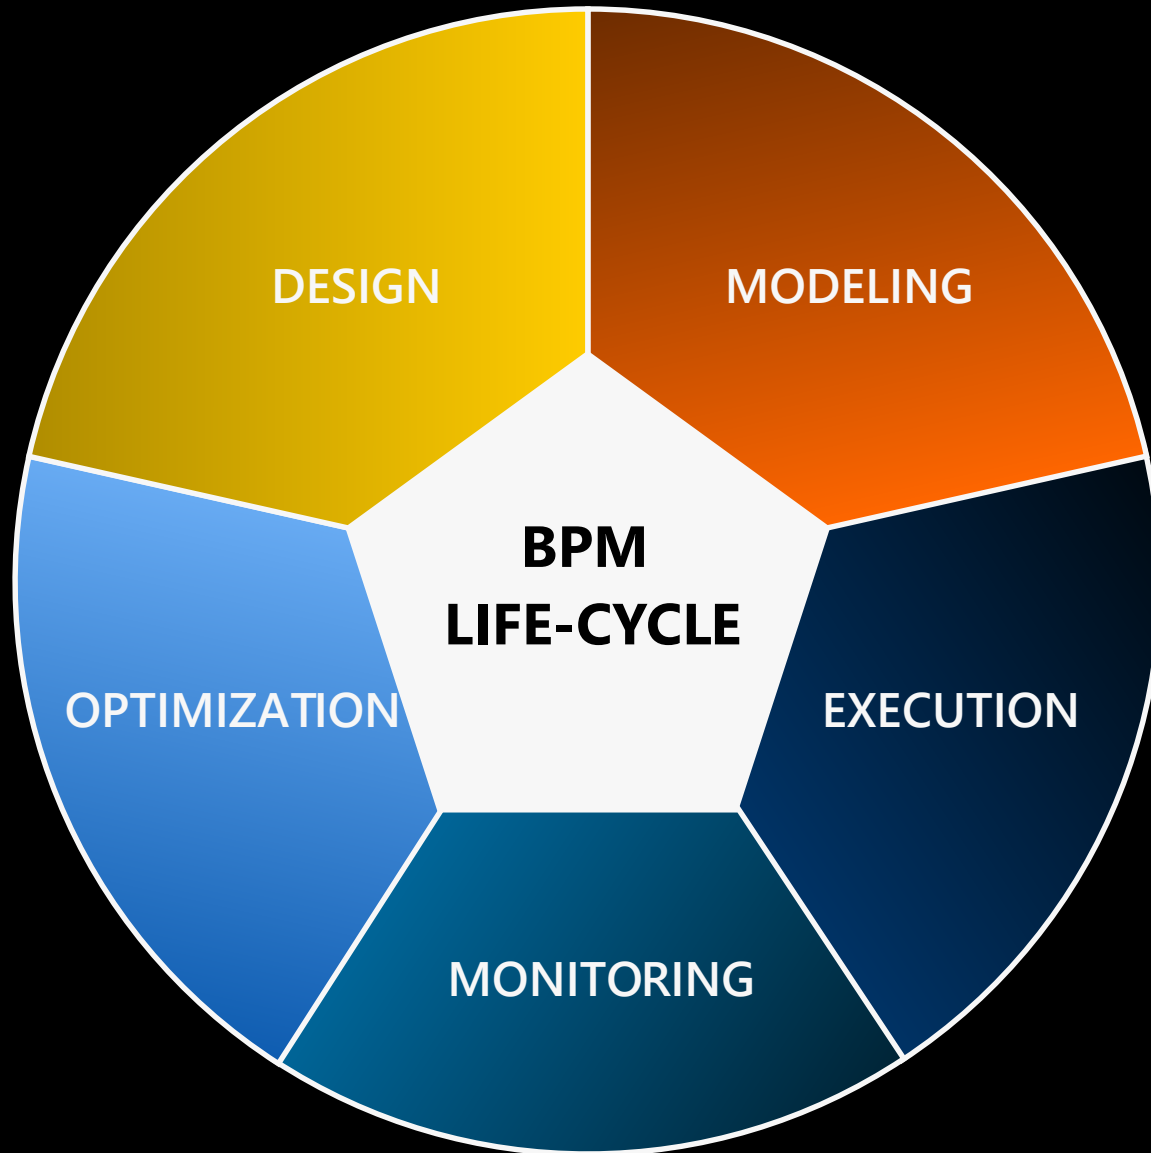 DESIGN
MODELING
BPM
LIFE-CYCLE
OPTIMIZATION
EXECUTION
MONITORING